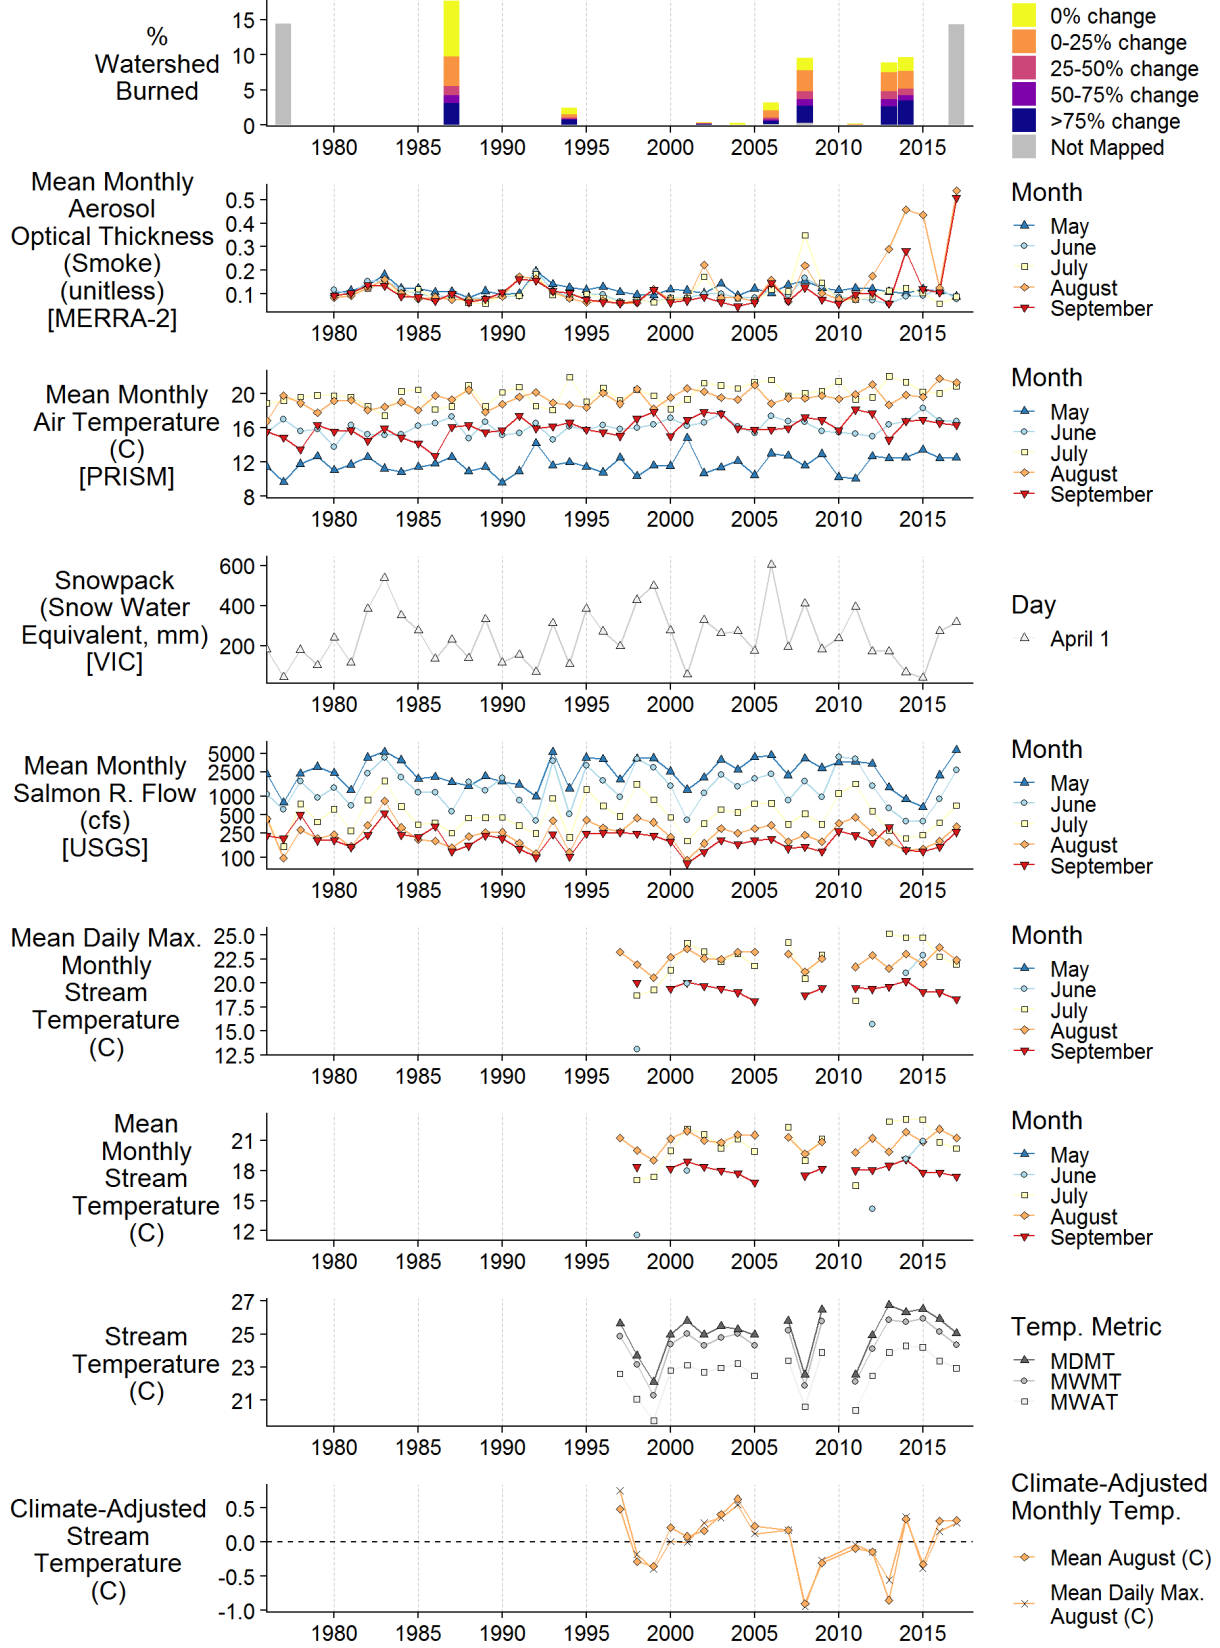 %
Watershed
Burned
15
10
5
0
1980 1985 1990 1995 2000 2005 2010 2015
0% change
0-25% change
25-50% change
50-75% change
>75% change
Not Mapped
Mean Monthly
Aerosol
Optical Thickness
(Smoke)
(unitless)
[MERRA-2]
0.5
0.4
0.3
0.2
0.1
1980 1985 1990 1995 2000 2005 2010 2015
Month
May
June
July
August
September
Mean Monthly
Air Temperature
(C)
[PRISM]
20
16
12
8
1980 1985 1990 1995 2000 2005 2010 2015
Month
May
June
July
August
September
Snowpack
(Snow Water
Equivalent, mm)
[VIC]
600
400
200
1980 1985 1990 1995 2000 2005 2010 2015
Day
April 1
Mean Monthly
Salmon R. Flow
(cfs)
[USGS]
5000
2500
1000
500
250
100
1980 1985 1990 1995 2000 2005 2010 2015
Month
May
June
July
August
September
Mean Daily Max.
Monthly
Stream
Temperature
(C)
25.0
22.5
20.0
17.5
15.0
12.5
1980 1985 1990 1995 2000 2005 2010 2015
Month
May
June
July
August
September
Mean
Monthly
Stream
Temperature
(C)
21
18
15
12
1980 1985 1990 1995 2000 2005 2010 2015
Month
May
June
July
August
September
Stream
Temperature
(C)
27
25
23
21
1980 1985 1990 1995 2000 2005 2010 2015
Temp. Metric
MDMT
MWMT
MWAT
Climate-Adjusted
Stream
Temperature
(C)
0.5
0.0
-0.5
-1.0
1980 1985 1990 1995 2000 2005 2010 2015
Climate-Adjusted
Monthly Temp.
Mean August (C)
Mean Daily Max.
August (C)